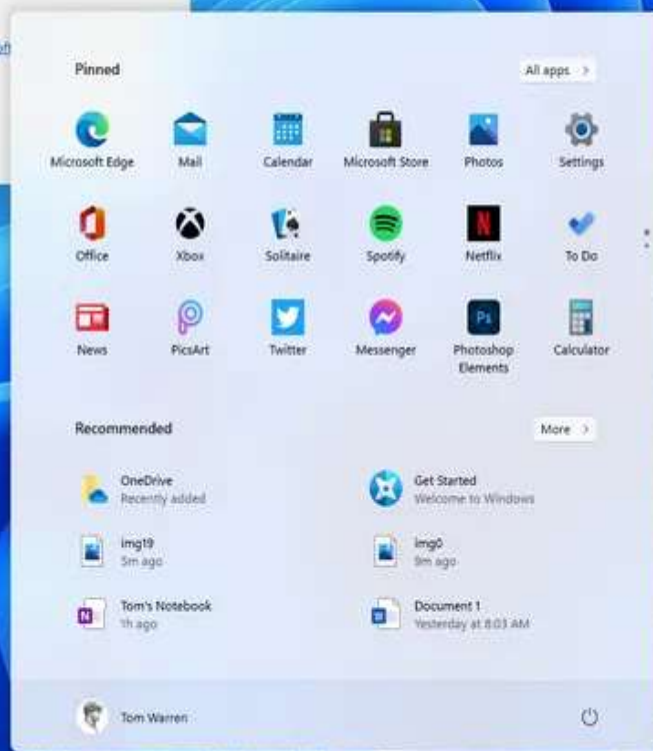 Pinned
All apps >
Microsoft Edge
Mail
Calendar
Microsoft Store
Photos
Settings
Office
Xbox
Solitaire
Spotify
Netflix
To Do
News
PicsArt
Twitter
Messenger
Ps
Photoshop
Elements
Calculator
Recommended
More >
OneDrive
Recently added
Get Started
Welcome to Windows
img19
5m ago
img0
9m ago
N
Tom's Notebook
1h ago
Document 1
Yesterday at 8:03 AM
Tom Warren